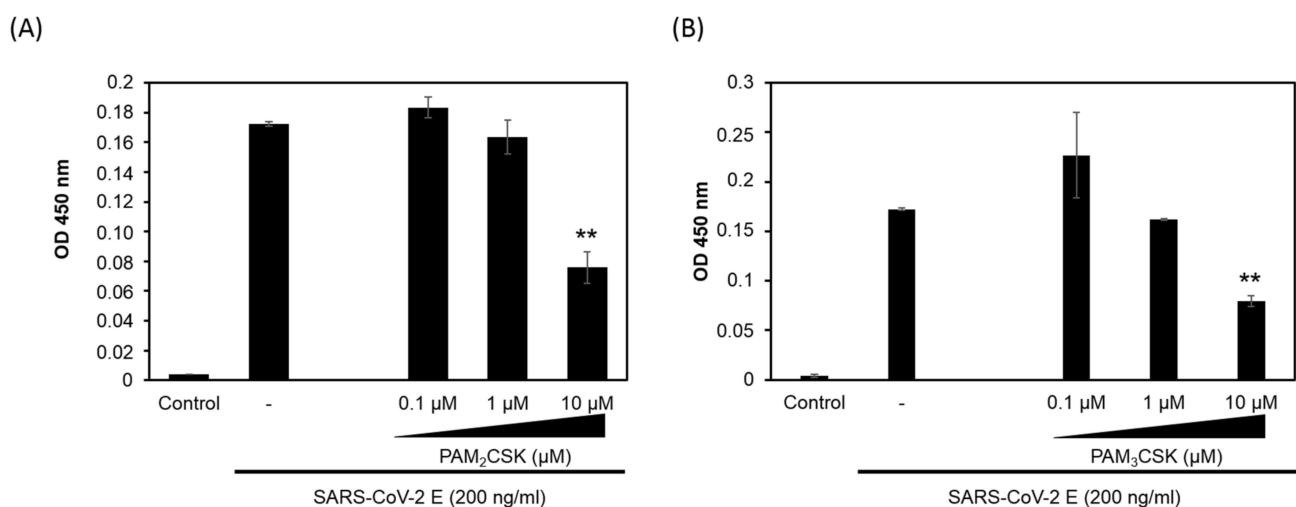 (A)
OD 450 nm
0.2
0.18
0.16
0.14
0.12
0.10
0.08
0.06
0.04
0.02
0
**
Control - 0.1 µM 1 µM 10 µM
PAM₂CSK (µM)
SARS-CoV-2 E (200 ng/ml)
(B)
OD 450 nm
0.3
0.25
0.2
0.15
0.1
0.05
0
**
Control - 0.1 µM 1 µM 10 µM
PAM₃CSK (µM)
SARS-CoV-2 E (200 ng/ml)